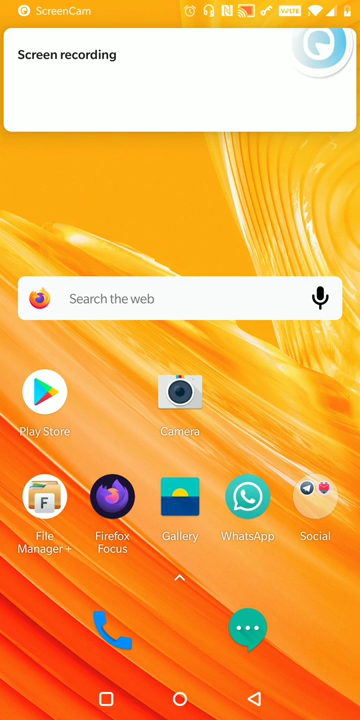 ScreenCam
Screen recording
Search the web
Play Store
Camera
File
Manager+
Firefox
Focus
Gallery
WhatsApp
Social
F